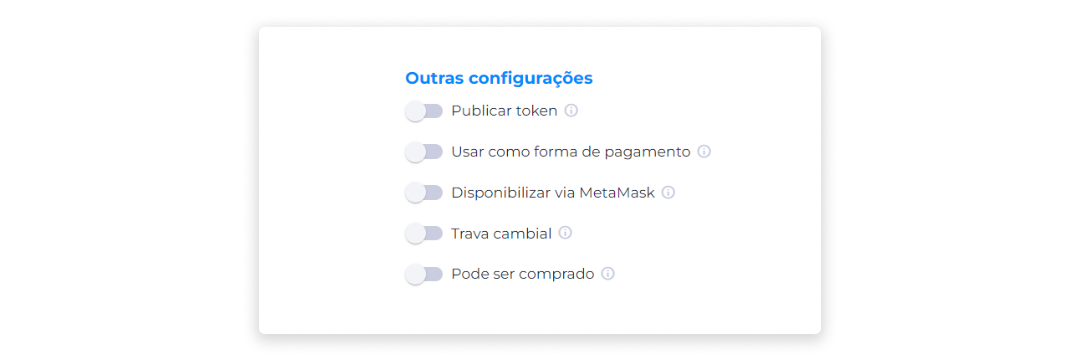 Outras configurações
Publicar token
Usar como forma de pagamento
Disponibilizar via MetaMask
Trava cambial
Pode ser comprado